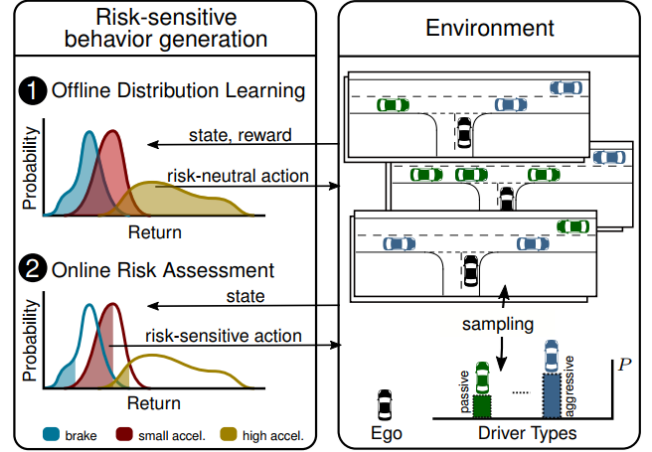 Risk-sensitive
behavior generation
1 Offline Distribution Learning
Probability
Return
state, reward
risk-neutral action
2 Online Risk Assessment
Probability
Return
state
risk-sensitive action
brake small accel. high accel.
Environment
sampling
passive
aggressive
P
Ego
Driver Types